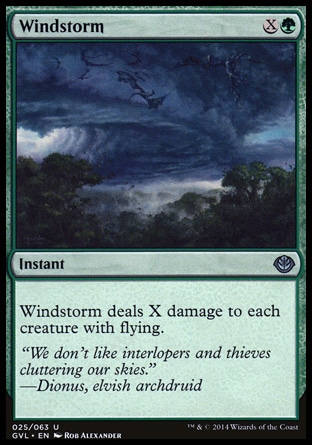 Windstorm X
Instant
Windstorm deals X damage to each
creature with flying.
“We don’t like interlopers and thieves
cluttering our skies.”
—Dionus, elvish archdruid
025/063 U
GVL • EN Rob Alexander
™ & © 2014 Wizards of the Coast